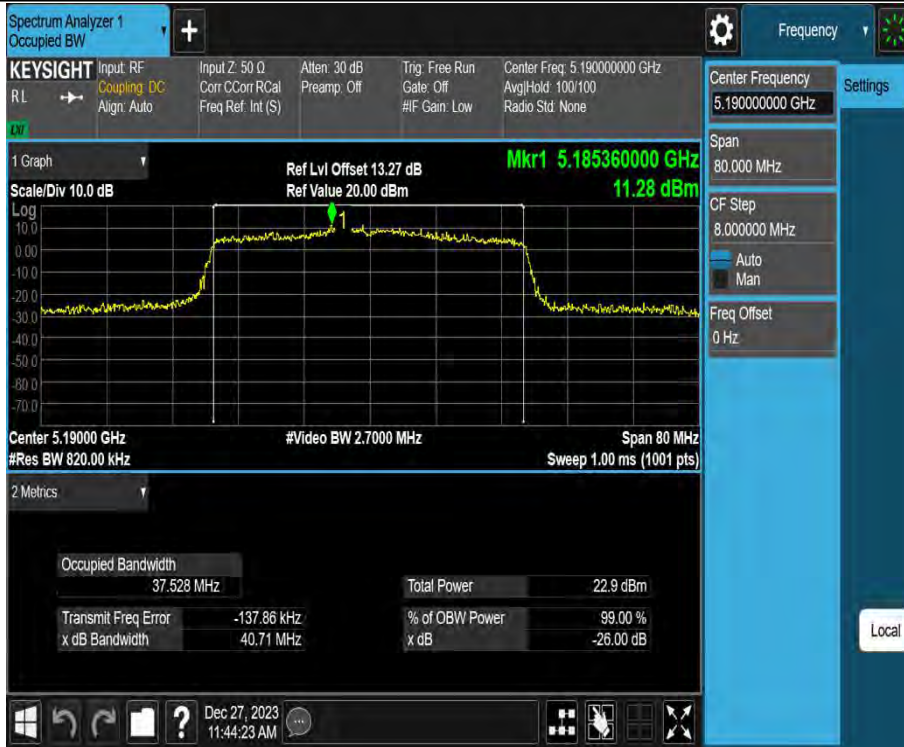 Spectrum Analyzer 1
Occupied BW
+
Frequency
KEYSIGHT
RL
LXI
Input: RF
Coupling: DC
Align: Auto
Input Z: 50 Ω
Corr CCorr RCal
Freq Ref: Int (S)
Atten: 30 dB
Preamp: Off
Trig: Free Run
Gate: Off
#IF Gain: Low
Center Freq: 5.190000000 GHz
Avg|Hold: 100/100
Radio Std: None
Center Frequency
5.190000000 GHz
Settings
Span
80.000 MHz
CF Step
8.000000 MHz
Auto
Man
Freq Offset
0 Hz
Local
1 Graph
Scale/Div 10.0 dB
Ref Lvl Offset 13.27 dB
Ref Value 20.00 dBm
Mkr1 5.185360000 GHz
11.28 dBm
Log
10.0
0.00
-10.0
-20.0
-30.0
-40.0
-50.0
-60.0
-70.0
1
Center 5.19000 GHz
#Video BW 2.7000 MHz
Span 80 MHz
#Res BW 820.00 kHz
Sweep 1.00 ms (1001 pts)
2 Metrics
Occupied Bandwidth
37.528 MHz
Total Power 22.9 dBm
Transmit Freq Error -137.86 kHz
% of OBW Power 99.00 %
x dB Bandwidth 40.71 MHz
x dB -26.00 dB
?
Dec 27, 2023
11:44:23 AM